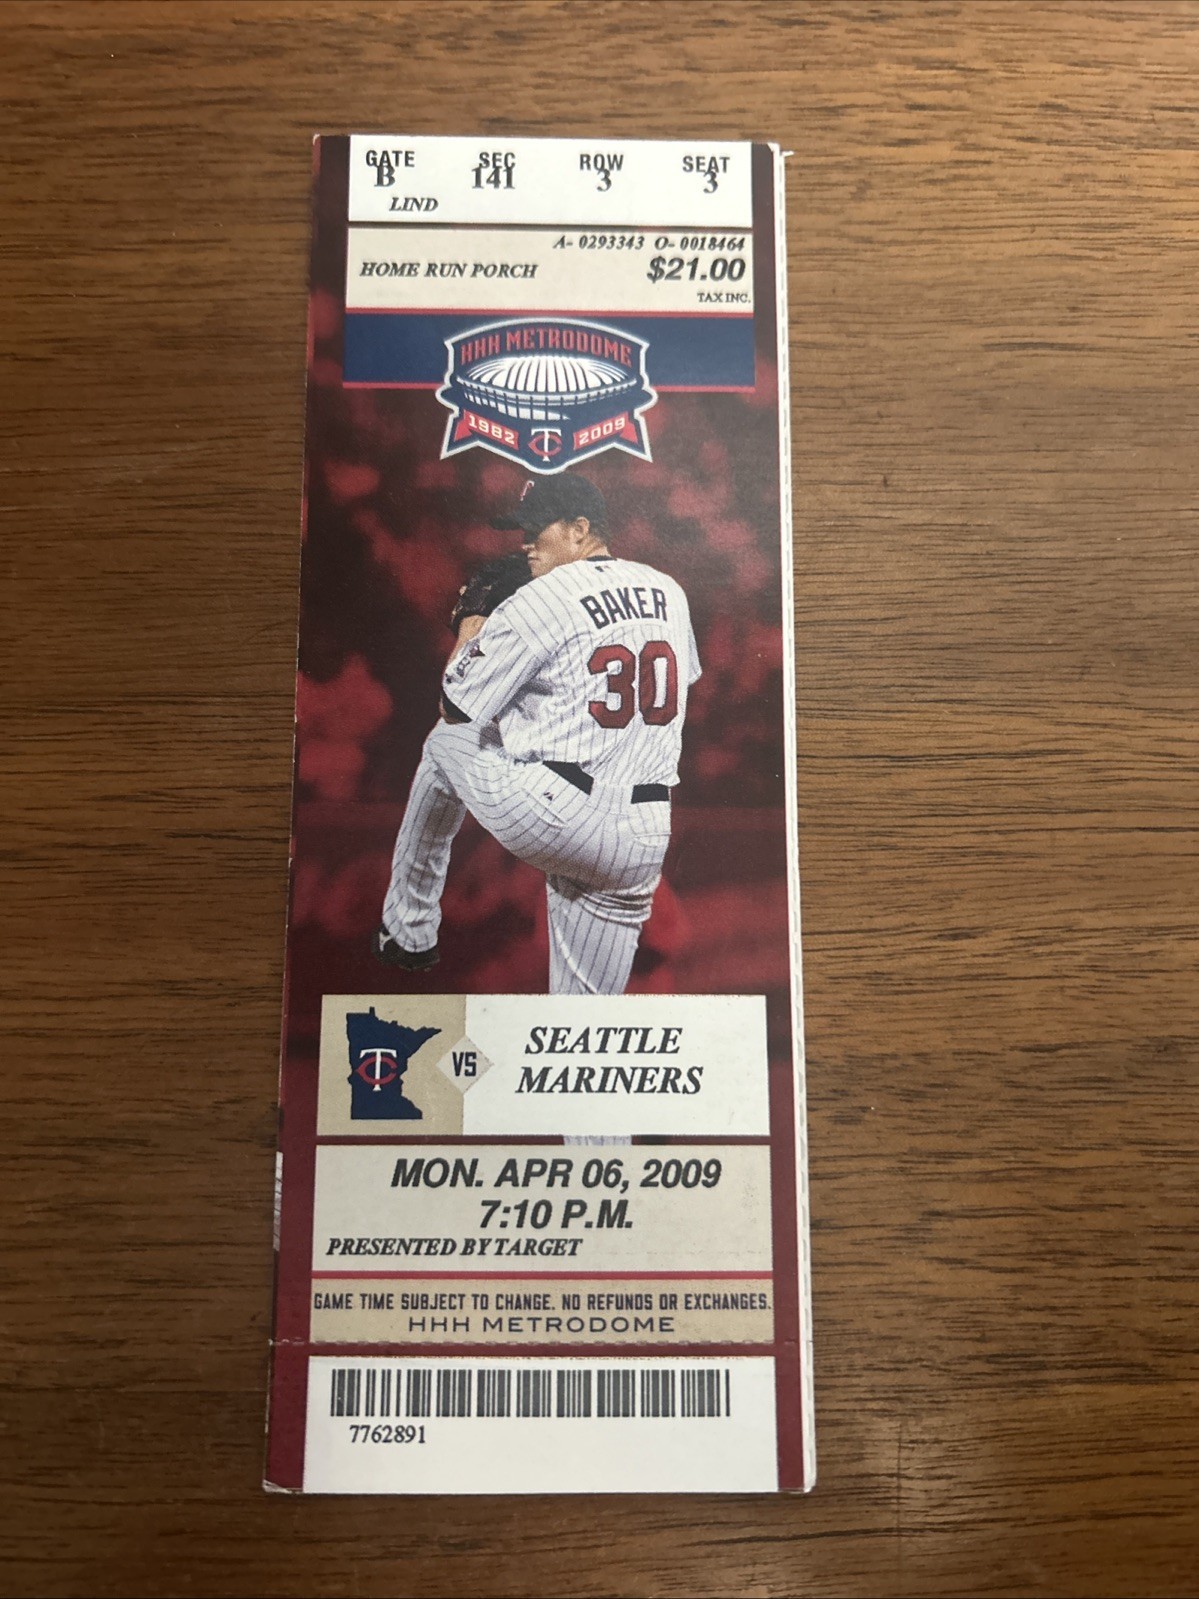 GATE SEC ROW SEAT
B 141 3 3
LIND
A- 0293343 O- 0018464
HOME RUN PORCH $21.00
TAX INC.
HHH METRODOME
1982 TC 2009
BAKER
30
TC VS SEATTLE
MARINERS
MON. APR 06, 2009
7:10 P.M.
PRESENTED BY TARGET
GAME TIME SUBJECT TO CHANGE. NO REFUNDS OR EXCHANGES.
HHH METRODOME
7762891